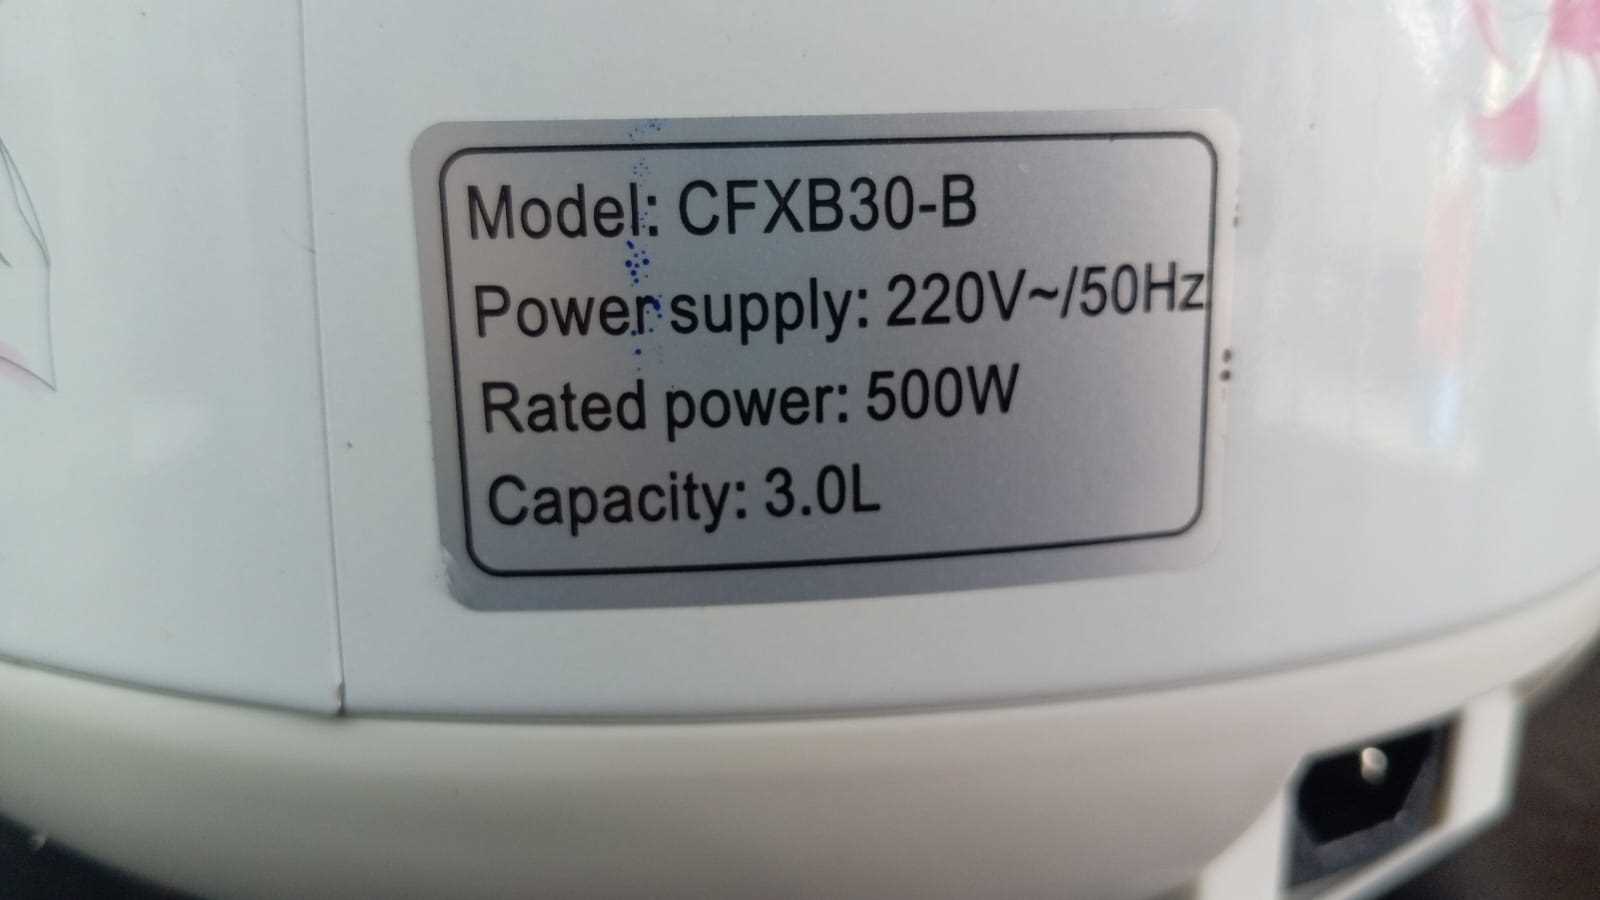 Model: CFXB30-B
Power supply: 220V~/50Hz
Rated power: 500W
Capacity: 3.0L